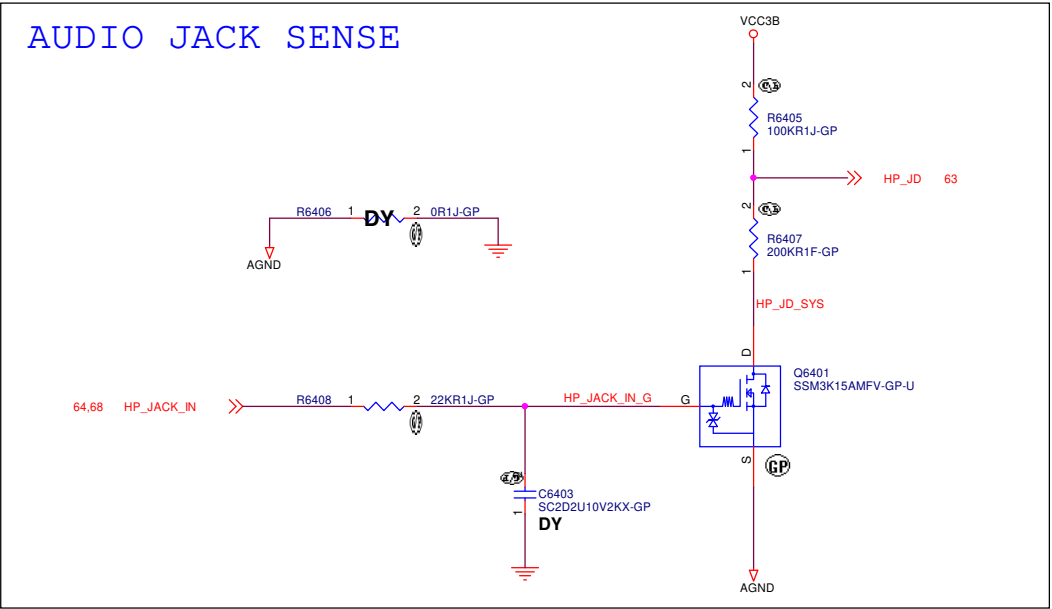 AUDIO JACK SENSE
VCC3B
2
R6405
100KR1J-GP
1
HP_JD 63
2
R6407
200KR1F-GP
1
R6406 1 DY 2 0R1J-GP
AGND
HP_JD_SYS
D
Q6401
SSM3K15AMFV-GP-U
64,68 HP_JACK_IN R6408 1 2 22KR1J-GP HP_JACK_IN_G G
S
GP
C6403
SC2D2U10V2KX-GP
1
DY
AGND